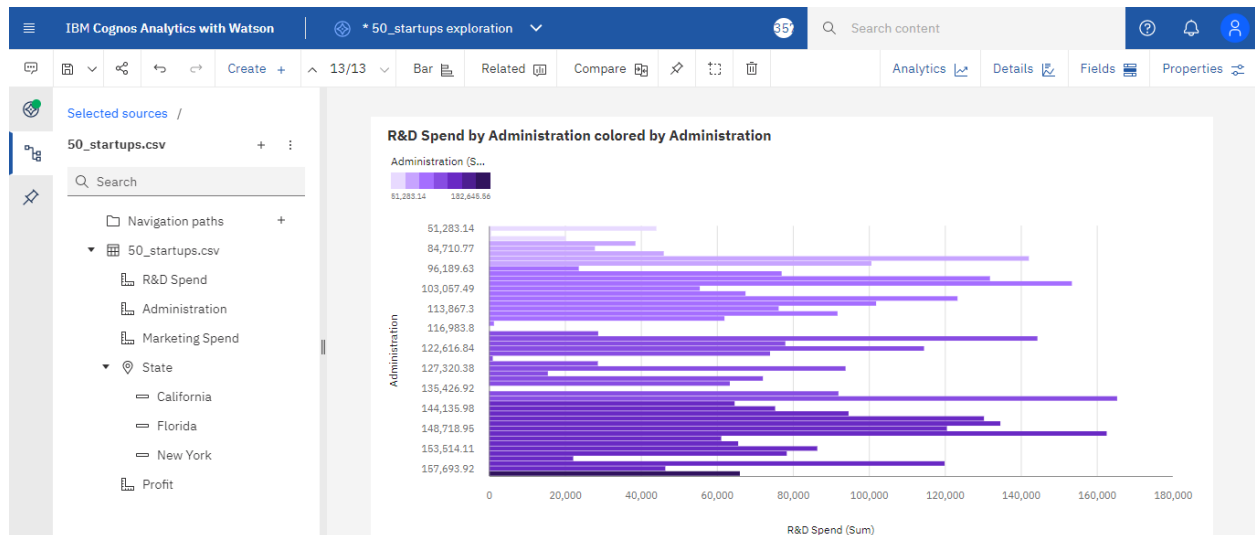 IBM Cognos Analytics with Watson
* 50_startups exploration
Search content
Create +
13/13
Bar
Related
Compare
Analytics
Details
Fields
Properties
Selected sources /
50_startups.csv
Search
Navigation paths
50_startups.csv
R&D Spend
Administration
Marketing Spend
State
California
Florida
New York
Profit
R&D Spend by Administration colored by Administration
Administration (S...
51,283.14 182,645.56
Administration
51,283.14
84,710.77
96,189.63
103,057.49
113,867.3
116,983.8
122,616.84
127,320.38
135,426.92
144,135.98
148,718.95
153,514.11
157,693.92
0 20,000 40,000 60,000 80,000 100,000 120,000 140,000 160,000 180,000
R&D Spend (Sum)